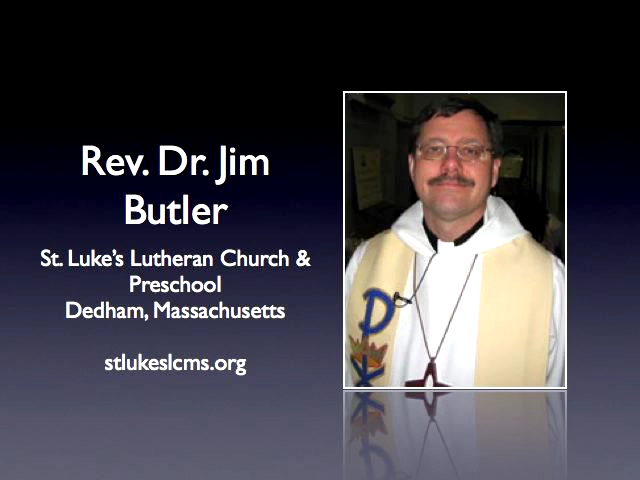 Rev. Dr. Jim
Butler
St. Luke's Lutheran Church &
Preschool
Dedham, Massachusetts
stlukeslcms.org